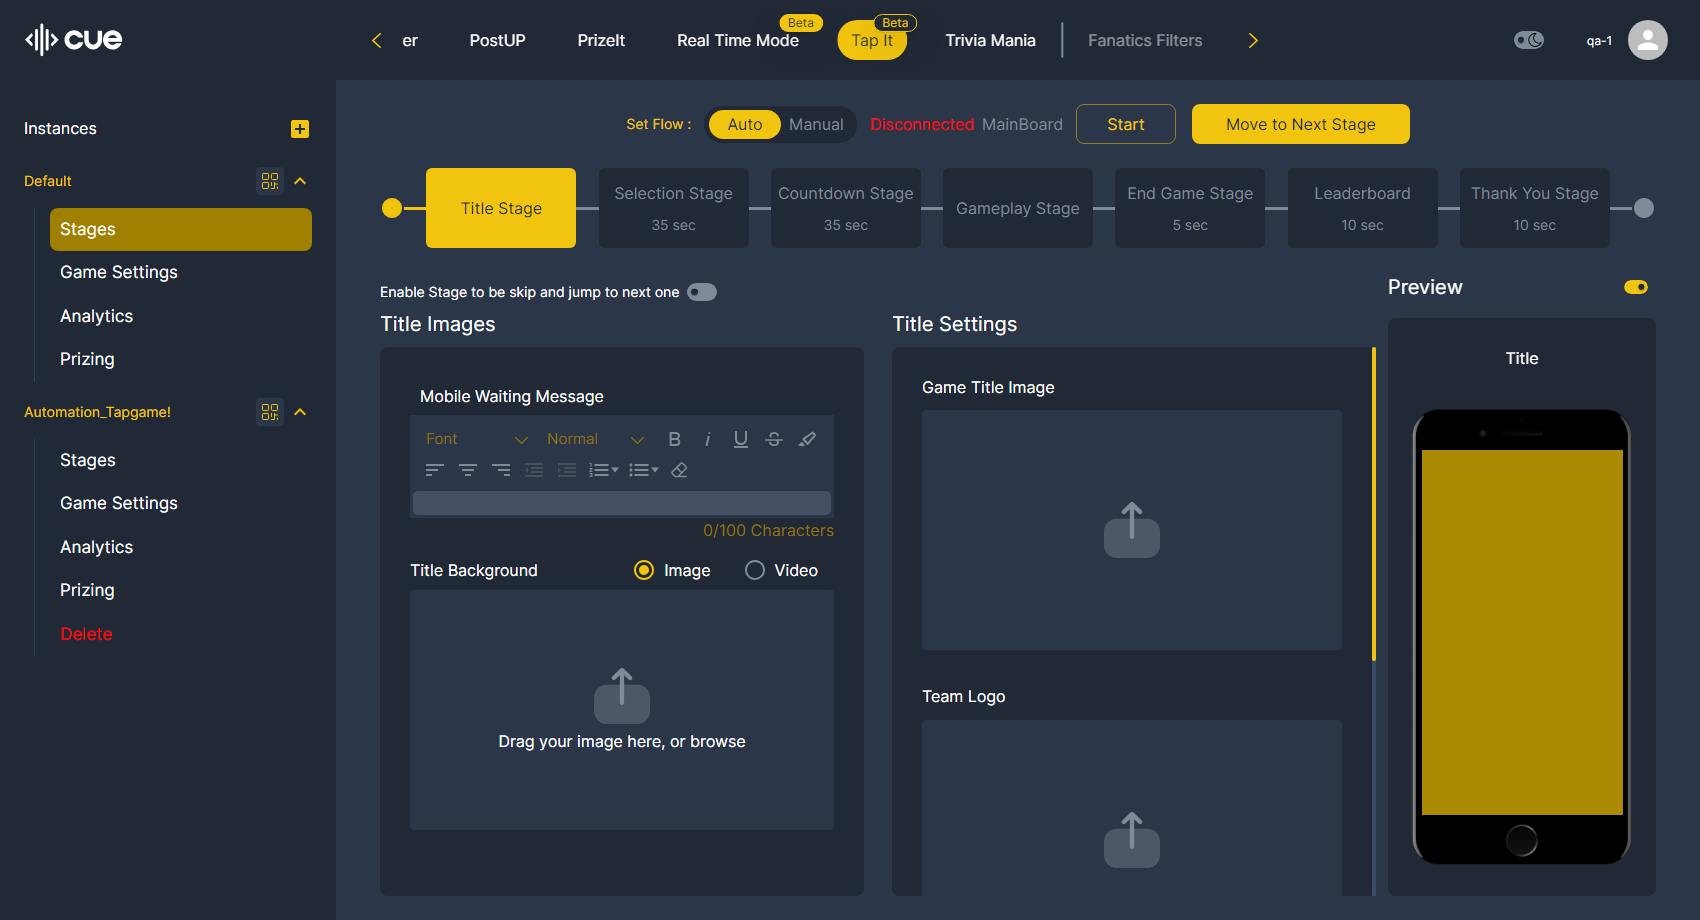 cue
er
PostUP
PrizeIt
Real Time Mode
Beta
Tap It
Beta
Trivia Mania
Fanatics Filters
qa-1
Instances
Default
Stages
Game Settings
Analytics
Prizing
Automation_Tapgame!
Stages
Game Settings
Analytics
Prizing
Delete
Set Flow :
Auto
Manual
Disconnected MainBoard
Start
Move to Next Stage
Title Stage
Selection Stage
35 sec
Countdown Stage
35 sec
Gameplay Stage
End Game Stage
5 sec
Leaderboard
10 sec
Thank You Stage
10 sec
Enable Stage to be skip and jump to next one
Title Images
Mobile Waiting Message
Font
Normal
B
i
U
S
0/100 Characters
Title Background
Image
Video
Drag your image here, or browse
Title Settings
Game Title Image
Team Logo
Preview
Title